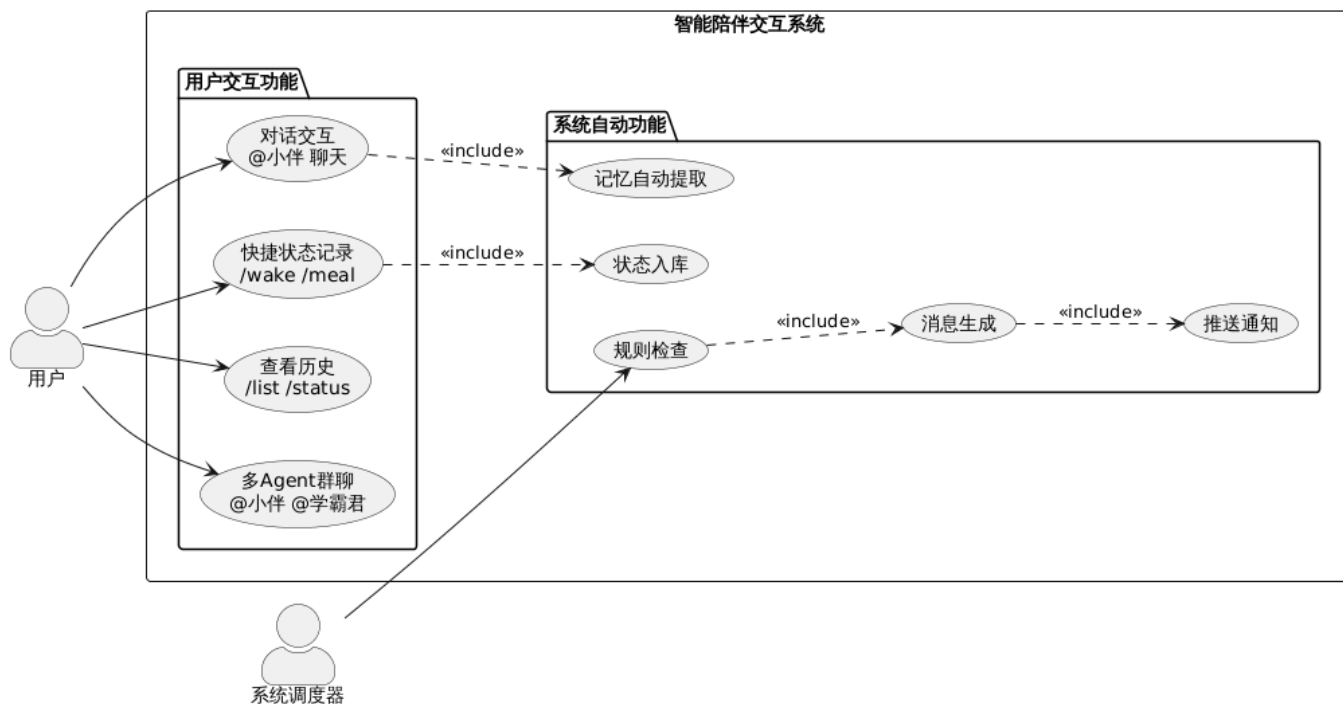 智能陪伴交互系统
用户交互功能
对话交互
@小伴 聊天
快捷状态记录
/wake /meal
查看历史
/list /status
多Agent群聊
@小伴 @学霸君
«include»
«include»
系统自动功能
记忆自动提取
状态入库
规则检查
«include»
消息生成
«include»
推送通知
用户
系统调度器